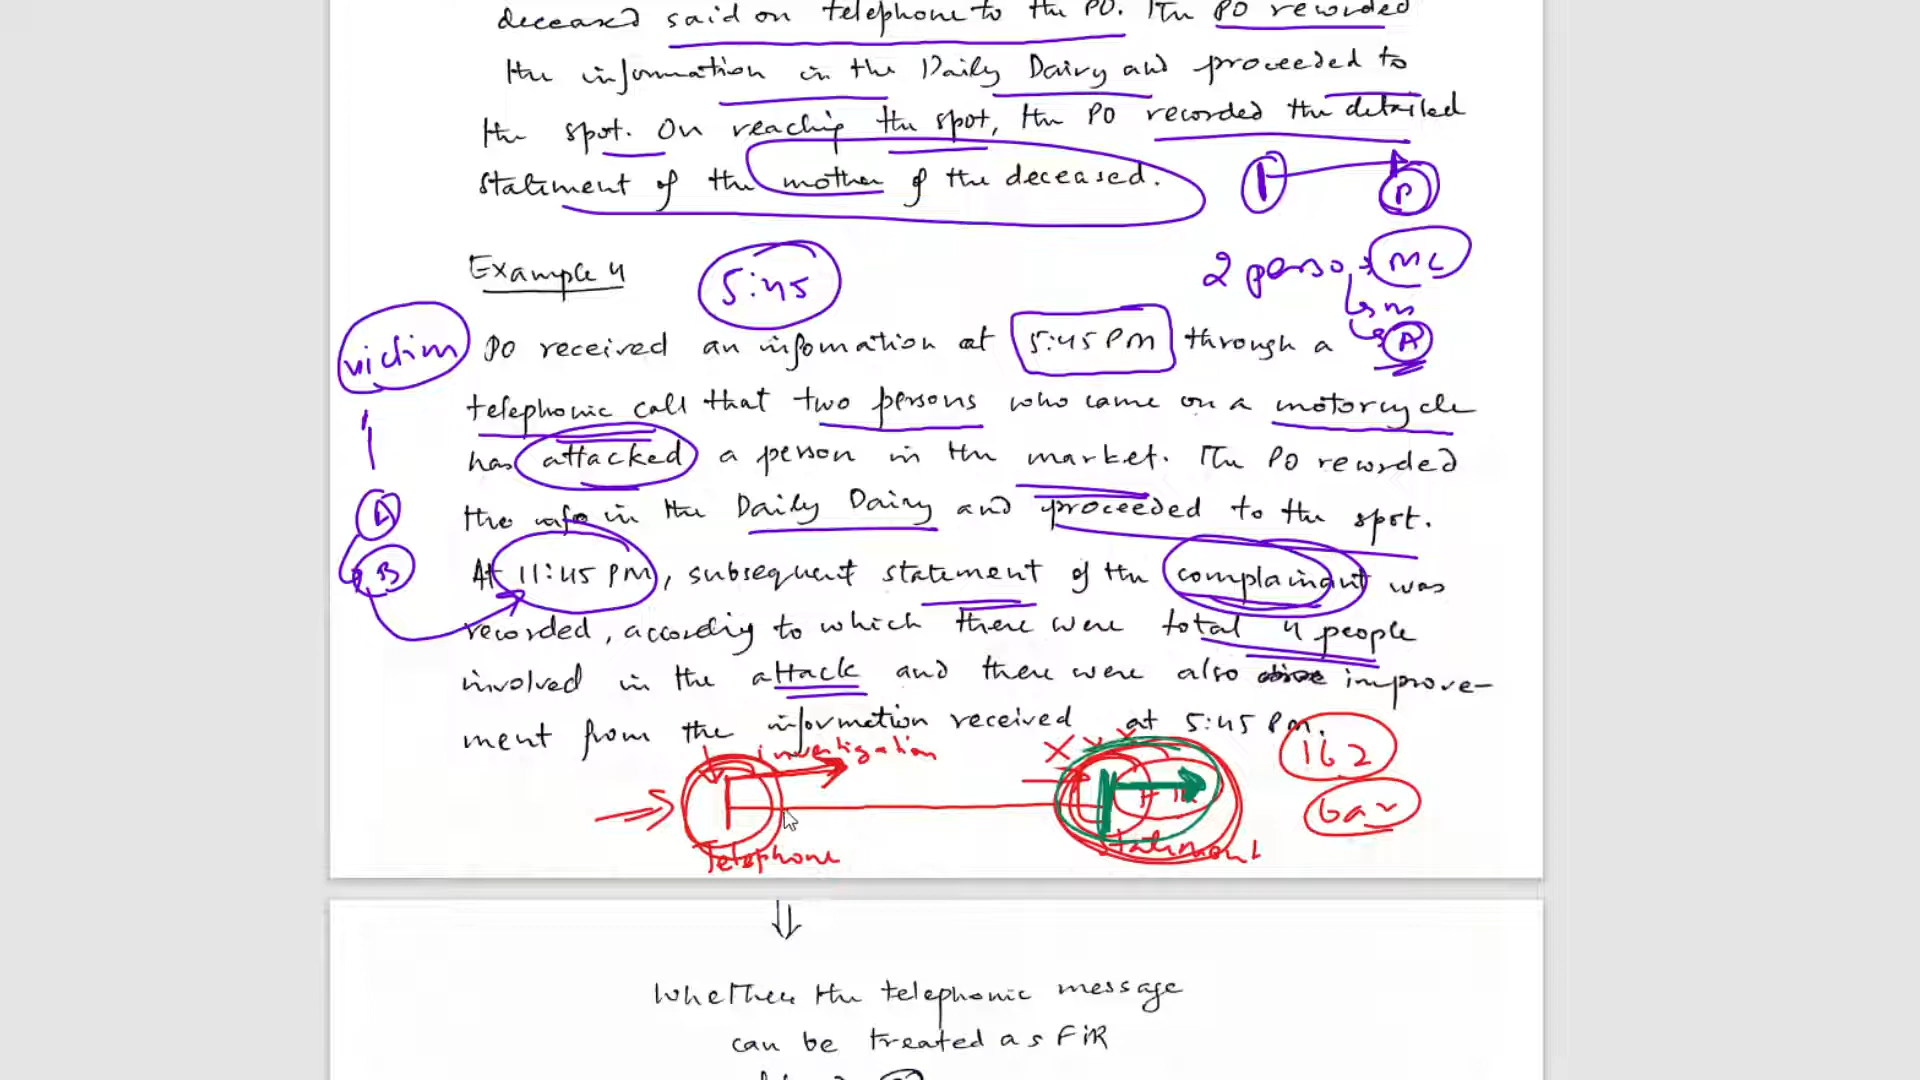 deceased said on telephone to the PO. The PO recorded
the information in the Daily Dairy and proceeded to
the spot. On reaching the spot, the PO recorded the detailed
statement of the mother of the deceased.
P
Example 4
5:45
2 perso
MC
victim
PO received an infomation at 5:45 PM through a
A
telephonic call that two persons who came on a motorcycle
has attacked a person in the market. The PO recorded
A
the info in the Daily Dairy and proceeded to the spot.
B
At 11:45 PM, subsequent statement of the complainant was
recorded, according to which there were total 4 people
involved in the attack and there were also improve-
ment from the information received at 5:45 PM.
investigation
162
bar
Telephone
Statement
Whether the telephonic message
can be treated as FIR